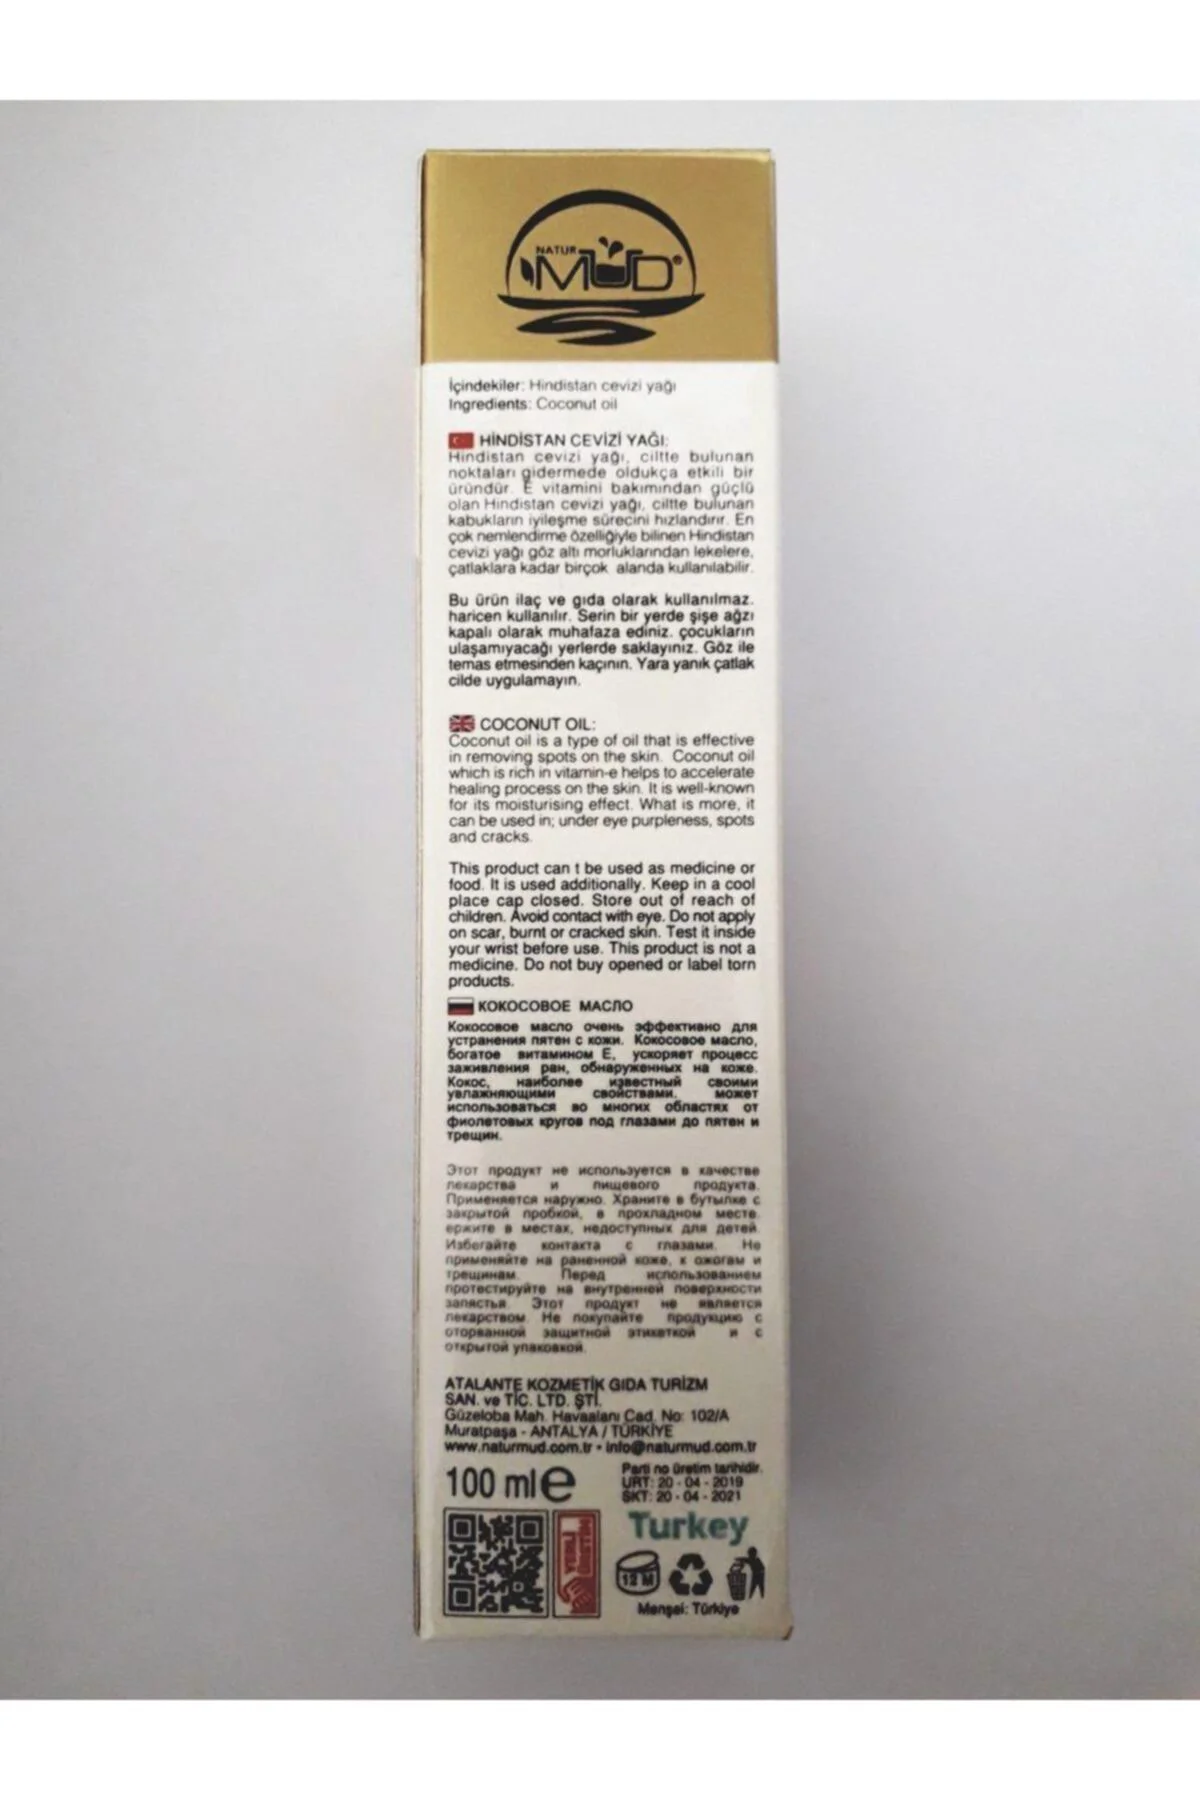 NATUR
MUD®
İçindekiler: Hindistan cevizi yağı
Ingredients: Coconut oil
HİNDİSTAN CEVİZİ YAĞI:
Hindistan cevizi yağı, ciltte bulunan
noktaları gidermede oldukça etkili bir
üründür. E vitamini bakımından güçlü
olan Hindistan cevizi yağı, ciltte bulunan
kabukların iyileşme sürecini hızlandırır. En
çok nemlendirme özelliğiyle bilinen Hindistan
cevizi yağı göz altı morluklarından lekelere,
çatlaklara kadar birçok alanda kullanılabilir.
Bu ürün ilaç ve gıda olarak kullanılmaz.
haricen kullanılır. Serin bir yerde şişe ağzı
kapalı olarak muhafaza ediniz. çocukların
ulaşamıyacağı yerlerde saklayınız. Göz ile
temas etmesinden kaçının. Yara yanık çatlak
cilde uygulamayın.
COCONUT OIL:
Coconut oil is a type of oil that is effective
in removing spots on the skin. Coconut oil
which is rich in vitamin-e helps to accelerate
healing process on the skin. It is well-known
for its moisturising effect. What is more, it
can be used in; under eye purpleness, spots
and cracks.
This product can t be used as medicine or
food. It is used additionally. Keep in a cool
place cap closed. Store out of reach of
children. Avoid contact with eye. Do not apply
on scar, burnt or cracked skin. Test it inside
your wrist before use. This product is not a
medicine. Do not buy opened or label torn
products.
КОКОСОВОЕ МАСЛО
Кокосовое масло очень эффективно для
устранения пятен с кожи. Кокосовое масло,
богатое витамином Е, ускоряет процесс
заживления ран, обнаруженных на коже.
Кокос, наиболее известный своими
увлажняющими свойствами, может
использоваться во многих областях от
фиолетовых кругов под глазами до пятен и
трещин.
Этот продукт не используется в качестве
лекарства и пищевого продукта.
Применяется наружно. Храните в бутылке с
закрытой пробкой, в прохладном месте.
ержите в местах, недоступных для детей.
Избегайте контакта с глазами. Не
применяйте на раненной коже, к ожогам и
трещинам. Перед использованием
протестируйте на внутренней поверхности
запястья. Этот продукт не является
лекарством. Не покупайте продукцию с
оторванной защитной этикеткой и с
открытой упаковкой.
ATALANTE KOZMETİK GIDA TURİZM
SAN. ve TİC. LTD. ŞTİ.
Güzeloba Mah. Havaalanı Cad. No: 102/A
Muratpaşa - ANTALYA / TÜRKİYE
www.naturmud.com.tr • info@naturmud.com.tr
100 ml e
Parti no üretim tarihidir.
URT: 20 - 04 - 2019
SKT: 20 - 04 - 2021
YERLİ ÜRETİM
Turkey
12 M
Menşei: Türkiye